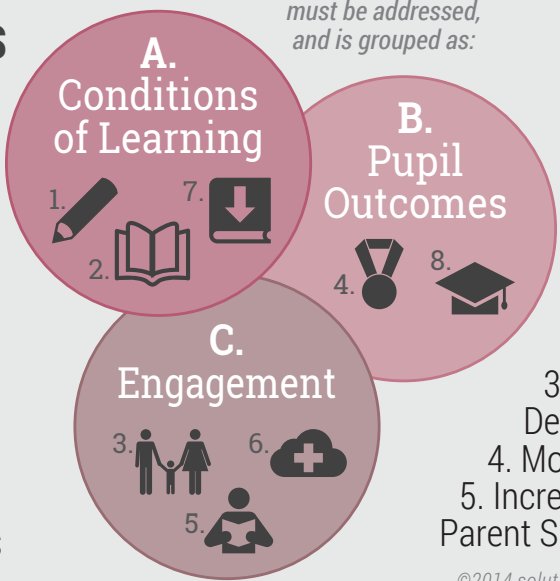 must be addressed,
and is grouped as:
s
A.
Conditions
of Learning
1.
7.
2.
B.
Pupil
Outcomes
4.
8.
C.
Engagement
3.
6.
5.
3
De
4. Mo
5. Incre
Parent S
s
©2014 solut